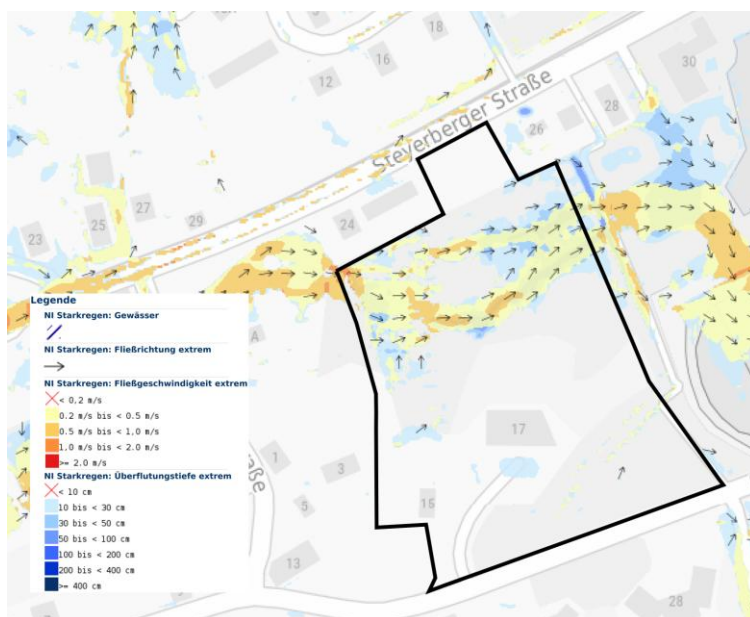 18
16
12
30
28
Steyerberger Straße
26
27
25
29
24
23
Legende
NI Starkregen: Gewässer
NI Starkregen: Fließrichtung extrem
NI Starkregen: Fließgeschwindigkeit extrem
< 0.2 m/s
0.2 m/s bis < 0.5 m/s
0.5 m/s bis < 1.0 m/s
1.0 m/s bis < 2.0 m/s
>= 2.0 m/s
NI Starkregen: Überflutungstiefe extrem
< 10 cm
10 bis < 30 cm
30 bis < 50 cm
50 bis < 100 cm
100 bis < 200 cm
200 bis < 400 cm
>= 400 cm
A
17
1
3
5
15
13
28